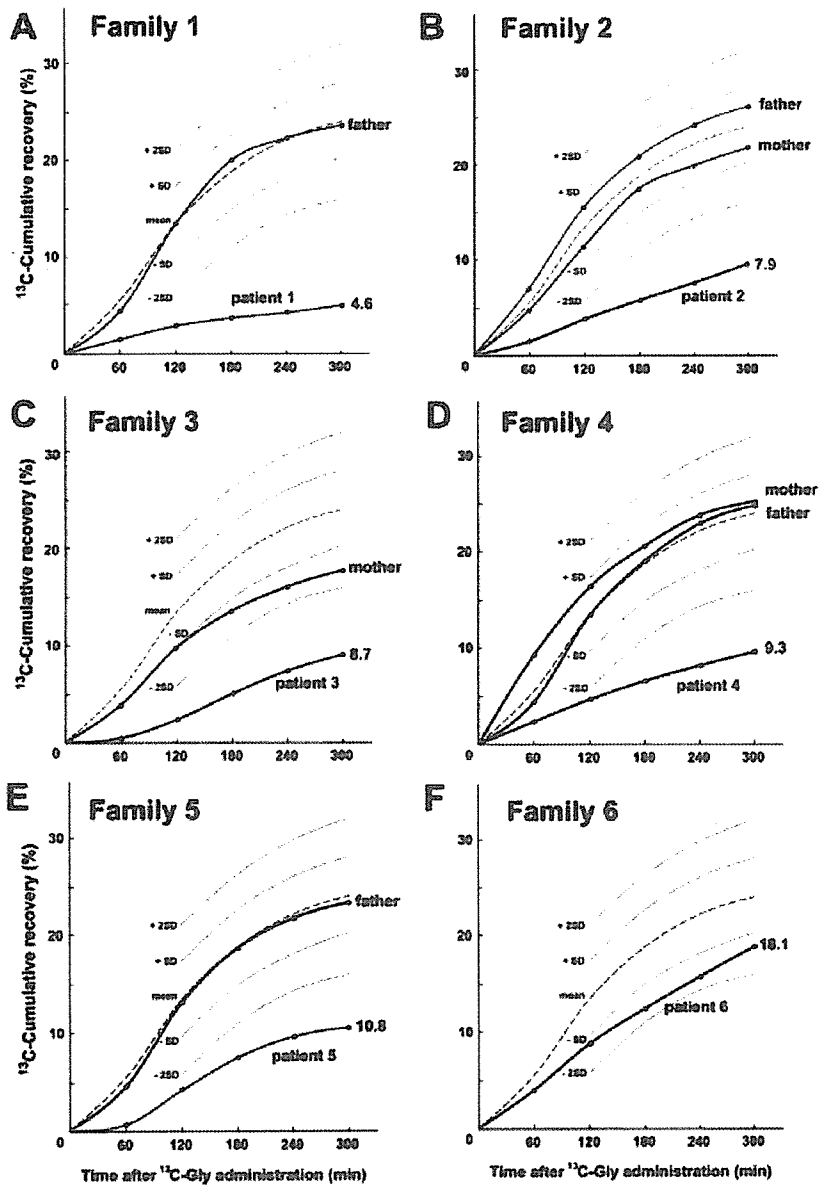 A Family 1
¹³C-Cumulative recovery (%)
30
20
10
0
60 120 180 240 300
+ 2SD
+ SD
mean
- SD
- 2SD
father
patient 1
4.6
B Family 2
30
20
10
0
60 120 180 240 300
+ 2SD
+ SD
- SD
- 2SD
father
mother
patient 2
7.9
C Family 3
¹³C-Cumulative recovery (%)
30
20
10
0
60 120 180 240 300
+ 2SD
+ SD
mean
- SD
- 2SD
mother
patient 3
8.7
D Family 4
30
20
10
0
60 120 180 240 300
+ 2SD
+ SD
- SD
- 2SD
mother
father
patient 4
9.3
E Family 5
¹³C-Cumulative recovery (%)
30
20
10
0
60 120 180 240 300
+ 2SD
+ SD
mean
- SD
- 2SD
father
patient 5
10.8
Time after ¹³C-Gly administration (min)
F Family 6
30
20
10
0
60 120 180 240 300
+ 2SD
+ SD
mean
- SD
- 2SD
patient 6
18.1
Time after ¹³C-Gly administration (min)